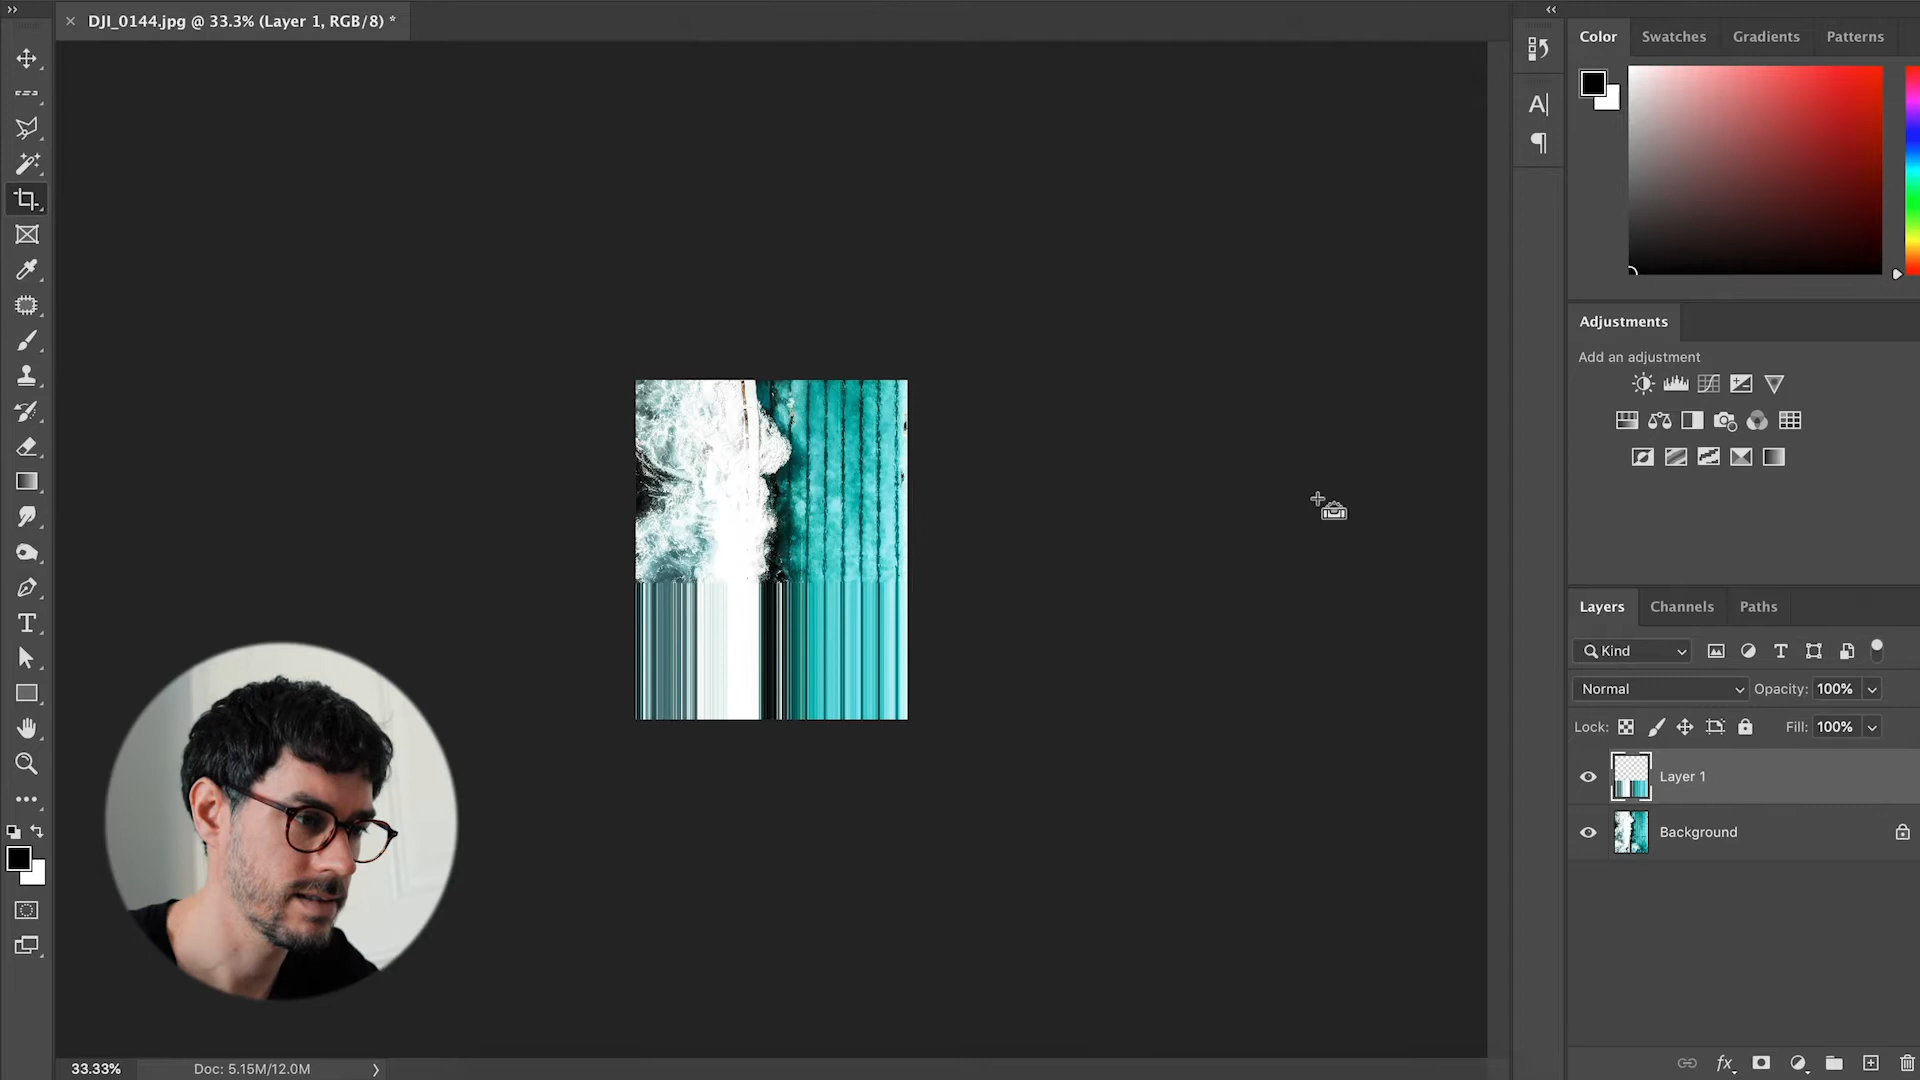 DJI_0144.jpg @ 33.3% (Layer 1, RGB/8) *
Color
Swatches
Gradients
Patterns
Adjustments
Add an adjustment
Layers
Channels
Paths
Kind
Normal
Opacity: 100%
Lock:
Fill: 100%
Layer 1
Background
33.33%
Doc: 5.15M/12.0M